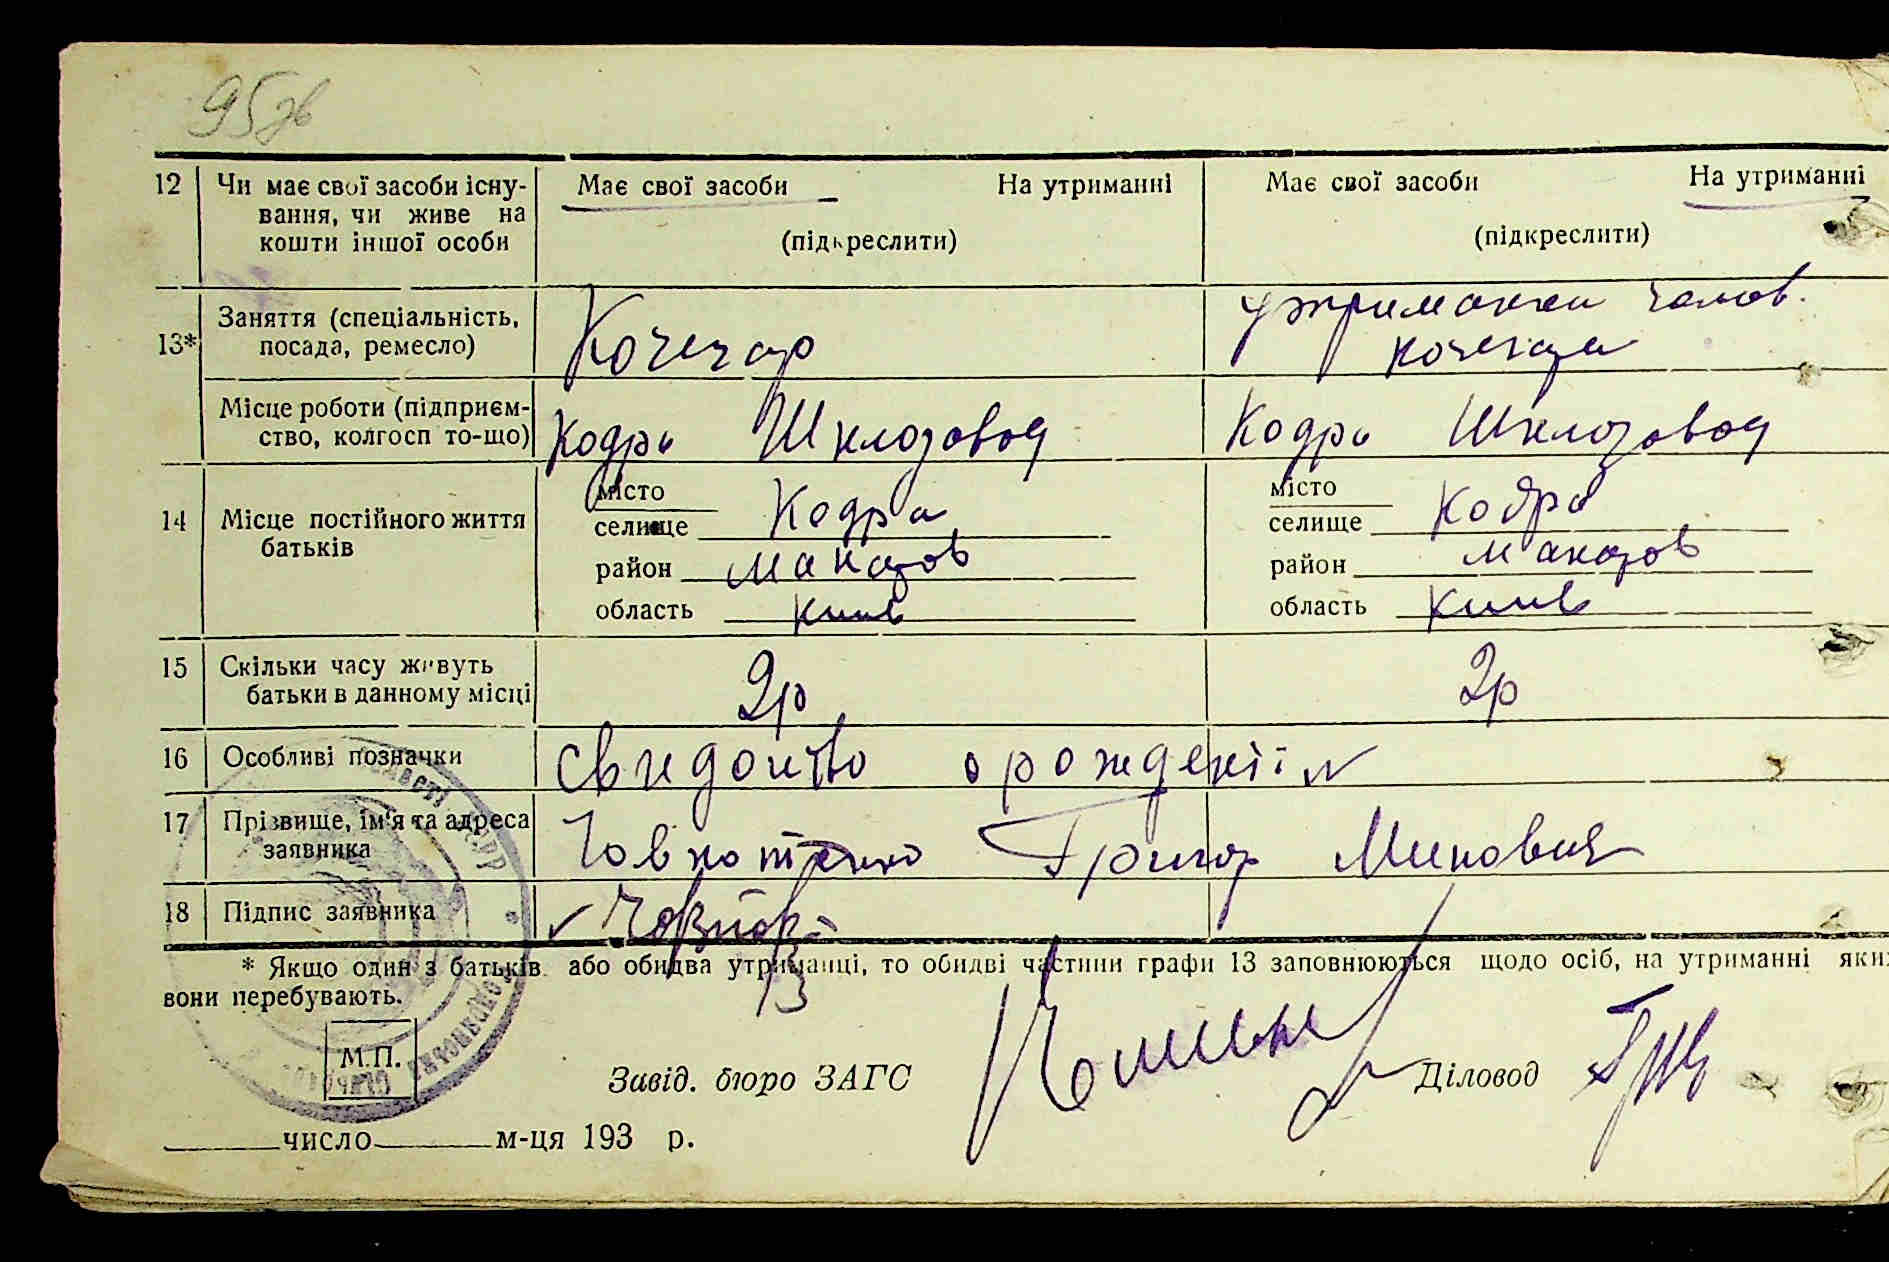 95зв
12 Чи має свої засоби існу- Має свої засоби На утриманні Має свої засоби На утриманні
вання, чи живе на
кошти іншої особи (підкреслити) (підкреслити)
13* Заняття (спеціальність, посада, ремесло) Кочегар утриманка чолов.
кочегара
Місце роботи (підприєм- Кодра Шклозавод Кодра Шклозавод
ство, колгосп то-що)
14 Місце постійного життя батьків
місто місто
селище Кодра селище Кодра
район Макаров район Макаров
область Київ область Київ
15 Скільки часу живуть 2р 2р
батьки в данному місці
16 Особливі позначки свидоцтво о рожденіі
17 Прізвище, ім'я та адреса Григор
заявника
18 Підпис заявника
* Якщо один з батьків або обидва утриманці, то обидві частини графи 13 заповнюються щодо осіб, на утриманні яких
вони перебувають.
М.П.
Завід. бюро ЗАГС Діловод
число м-ця 193 р.